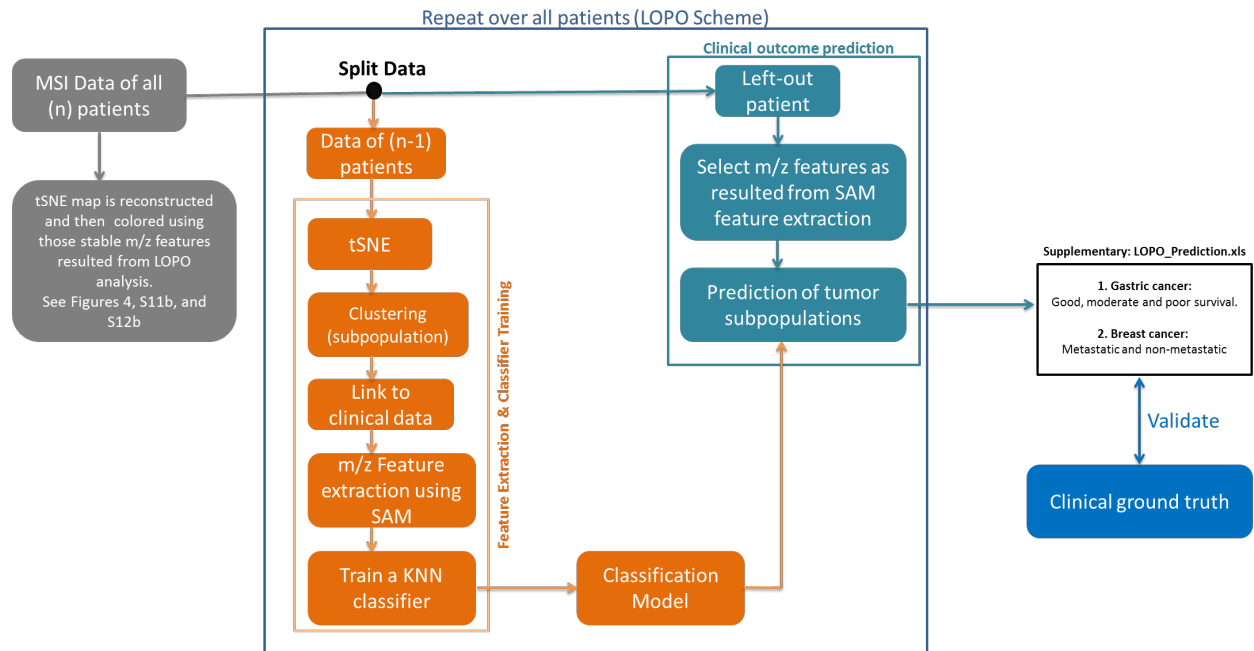 Repeat over all patients (LOPO Scheme)
MSI Data of all
(n) patients
tSNE map is reconstructed
and then colored using
those stable m/z features
resulted from LOPO
analysis.
See Figures 4, S11b, and
S12b
Split Data
Data of (n-1)
patients
tSNE
Clustering
(subpopulation)
Link to
clinical data
m/z Feature
extraction using
SAM
Train a KNN
classifier
Feature Extraction & Classifier Training
Classification
Model
Clinical outcome prediction
Left-out
patient
Select m/z features as
resulted from SAM
feature extraction
Prediction of tumor
subpopulations
Supplementary: LOPO_Prediction.xls
1. Gastric cancer:
Good, moderate and poor survival.
2. Breast cancer:
Metastatic and non-metastatic
Validate
Clinical ground truth